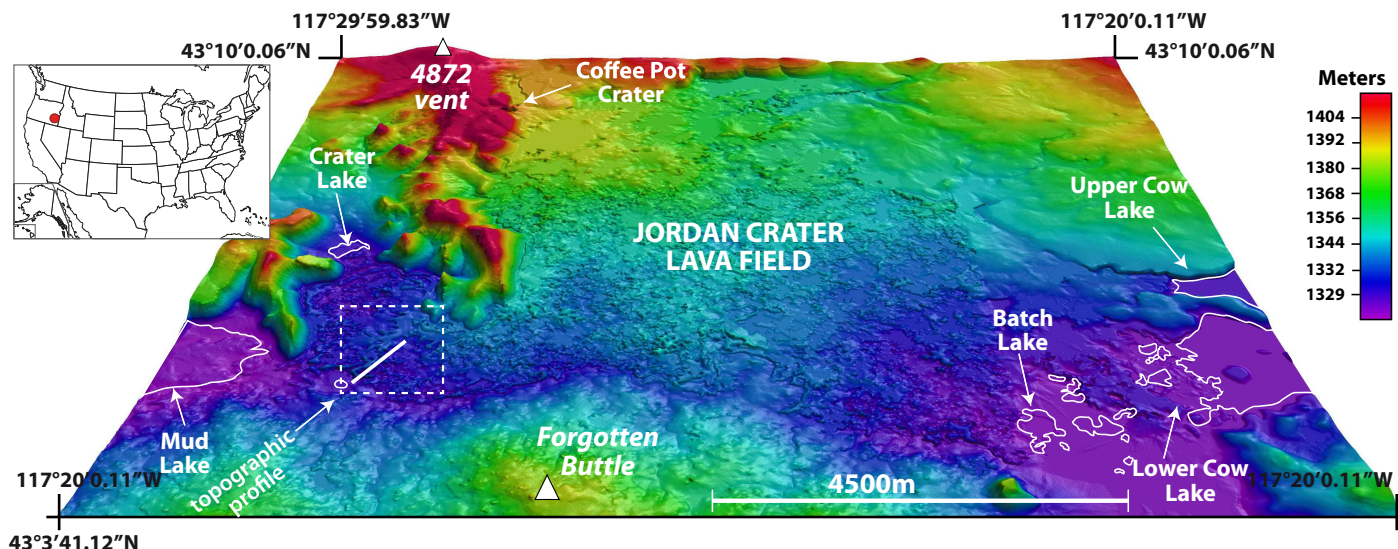 117°29’59.83”W
117°20’0.11”W
43°10’0.06”N
43°10’0.06”N
4872
vent
Coffee Pot
Crater
Meters
1404
1392
1380
1368
1356
1344
1332
1329
Crater
Lake
Upper Cow
Lake
JORDAN CRATER
LAVA FIELD
Batch
Lake
Mud
Lake
topographic
profile
Forgotten
Buttle
Lower Cow
Lake
117°20’0.11”W
4500m
117°20’0.11”W
43°3’41.12”N